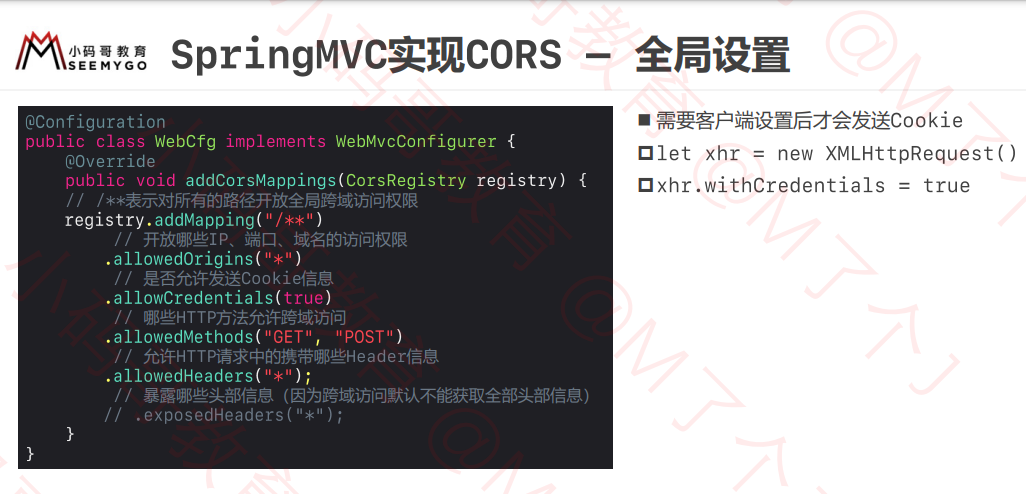 小码哥教育
SEEMYGO
SpringMVC实现CORS – 全局设置
@Configuration
public class WebCfg implements WebMvcConfigurer {
@Override
public void addCorsMappings(CorsRegistry registry) {
// /**表示对所有的路径开放全局跨域访问权限
registry.addMapping("/**")
// 开放哪些IP、端口、域名的访问权限
.allowedOrigins("*")
// 是否允许发送Cookie信息
.allowCredentials(true)
// 哪些HTTP方法允许跨域访问
.allowedMethods("GET", "POST")
// 允许HTTP请求中的携带哪些Header信息
.allowedHeaders("*");
// 暴露哪些头部信息（因为跨域访问默认不能获取全部头部信息）
// .exposedHeaders("*");
}
}
需要客户端设置后才会发送Cookie
let xhr = new XMLHttpRequest()
xhr.withCredentials = true